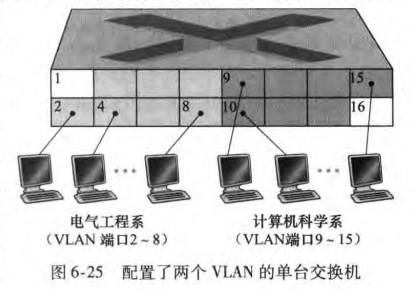 1 9 15
2 4 8 10 16
电气工程系 计算机科学系
（VLAN 端口2~8） （VLAN端口9~15）
图 6-25 配置了两个 VLAN 的单台交换机